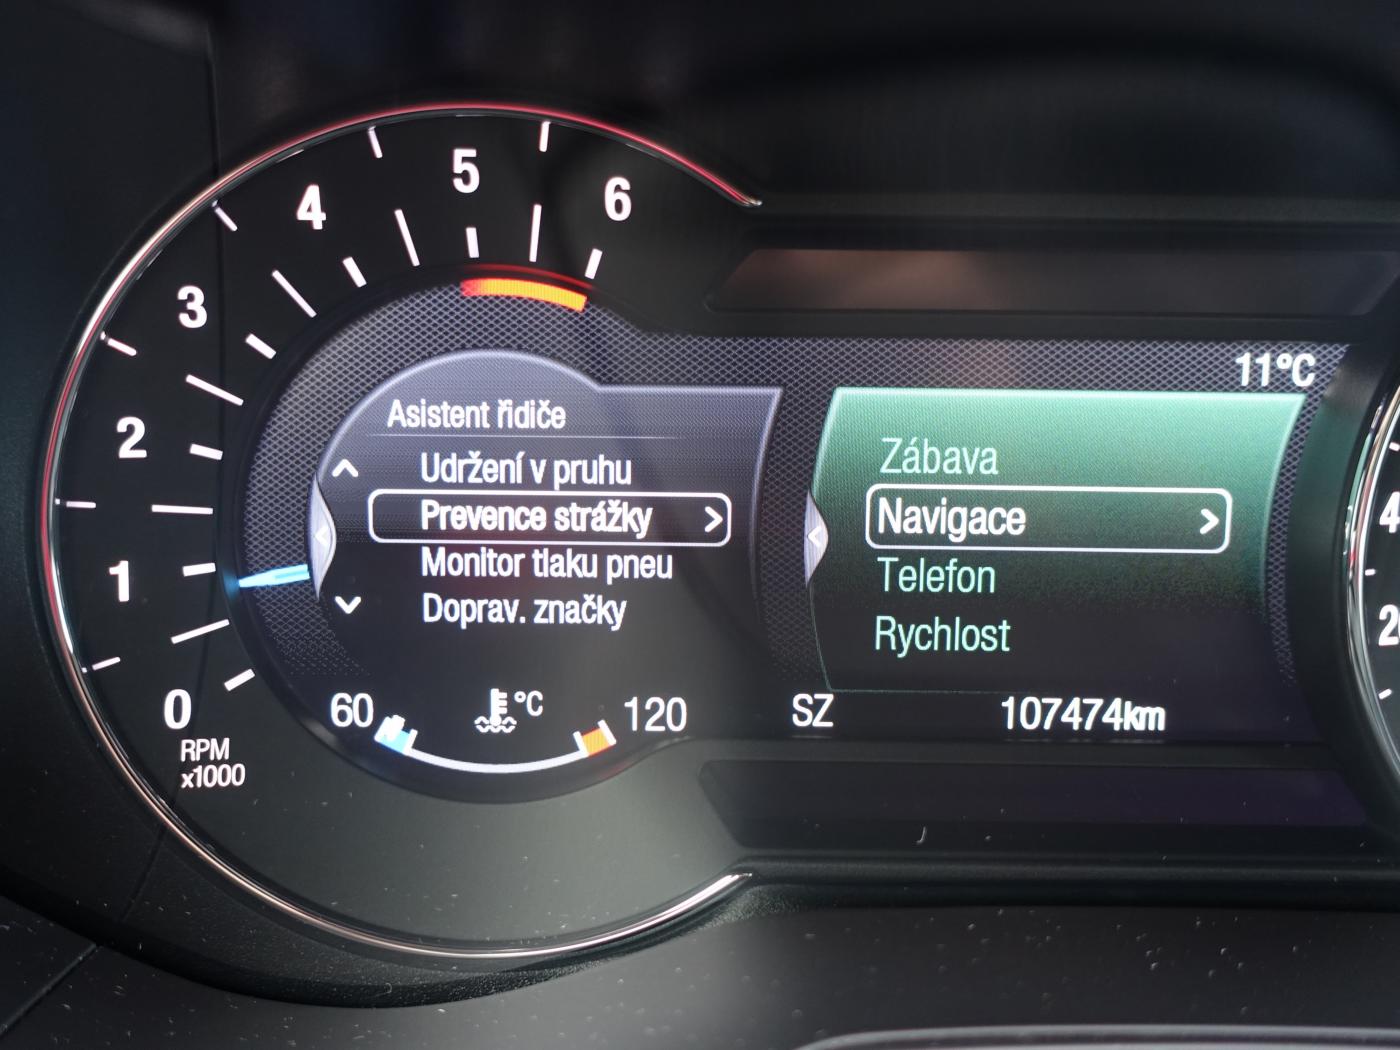 5
4
6
3
2
1
0
RPM
x1000
11°C
Asistent řidiče
Udržení v pruhu
Prevence strážky >
Monitor tlaku pneu
Doprav. značky
Zábava
Navigace >
Telefon
Rychlost
60
°C
120
SZ
107474km